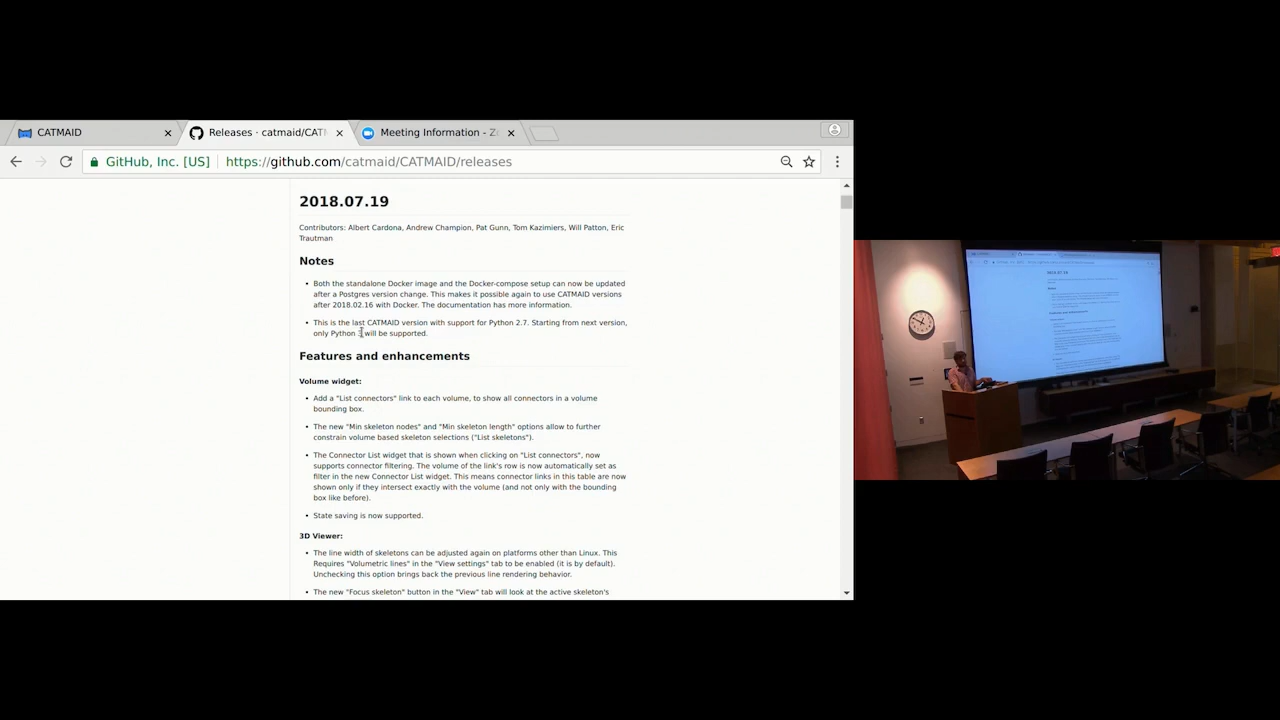 CATMAID
Releases · catmaid/CATM
Meeting Information - Zo
GitHub, Inc. [US]
https://github.com/catmaid/CATMAID/releases
2018.07.19
Contributors: Albert Cardona, Andrew Champion, Pat Gunn, Tom Kazimiers, Will Patton, Eric
Trautman
Notes
• Both the standalone Docker image and the Docker-compose setup can now be updated
after a Postgres version change. This makes it possible again to use CATMAID versions
after 2018.02.16 with Docker. The documentation has more information.
• This is the last CATMAID version with support for Python 2.7. Starting from next version,
only Python 3 will be supported.
Features and enhancements
Volume widget:
• Add a "List connectors" link to each volume, to show all connectors in a volume
bounding box.
• The new "Min skeleton nodes" and "Min skeleton length" options allow to further
constrain volume based skeleton selections ("List skeletons").
• The Connector List widget that is shown when clicking on "List connectors", now
supports connector filtering. The volume of the link's row is now automatically set as
filter in the new Connector List widget. This means connector links in this table are now
shown only if they intersect exactly with the volume (and not only with the bounding
box like before).
• State saving is now supported.
3D Viewer:
• The line width of skeletons can be adjusted again on platforms other than Linux. This
Requires "Volumetric lines" in the "View settings" tab to be enabled (it is by default).
Unchecking this option brings back the previous line rendering behavior.
• The new "Focus skeleton" button in the "View" tab will look at the active skeleton's
2018.07.19